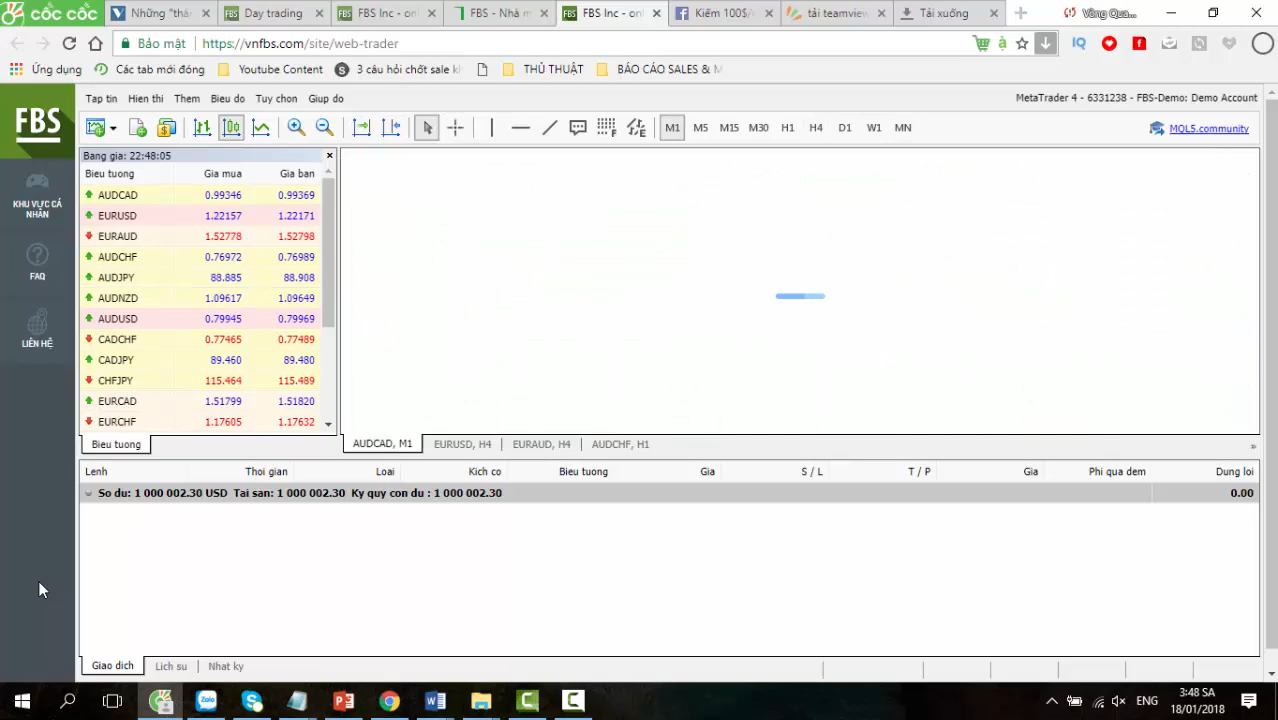 cốc cốc
Những "thá
Day trading
FBS Inc - onl
FBS - Nhà m
FBS Inc - onl
Kiếm 100$/
tải teamview
Tải xuống
Vòng Qua...
Bảo mật
https://vnfbs.com/site/web-trader
Ứng dụng
Các tab mới đóng
Youtube Content
3 câu hỏi chốt sale kh
THỦ THUẬT
BÁO CÁO SALES & M
FBS
KHU VỰC CÁ NHÂN
FAQ
LIÊN HỆ
Tap tin Hien thi Them Bieu do Tuy chon Giup do
MetaTrader 4 - 6331238 - FBS-Demo: Demo Account
M1 M5 M15 M30 H1 H4 D1 W1 MN
MQL5.community
Bang gia: 22:48:05
Bieu tuong Gia mua Gia ban
AUDCAD 0.99346 0.99369
EURUSD 1.22157 1.22171
EURAUD 1.52778 1.52798
AUDCHF 0.76972 0.76989
AUDJPY 88.885 88.908
AUDNZD 1.09617 1.09649
AUDUSD 0.79945 0.79969
CADCHF 0.77465 0.77489
CADJPY 89.460 89.480
CHFJPY 115.464 115.489
EURCAD 1.51799 1.51820
EURCHF 1.17605 1.17632
Bieu tuong
AUDCAD, M1 EURUSD, H4 EURAUD, H4 AUDCHF, H1
Lenh Thoi gian Loai Kich co Bieu tuong Gia S / L T / P Gia Phi qua dem Dung loi
So du: 1 000 002.30 USD Tai san: 1 000 002.30 Ky quy con du : 1 000 002.30 0.00
Giao dich Lich su Nhat ky
Zalo
ENG
3:48 SA
18/01/2018